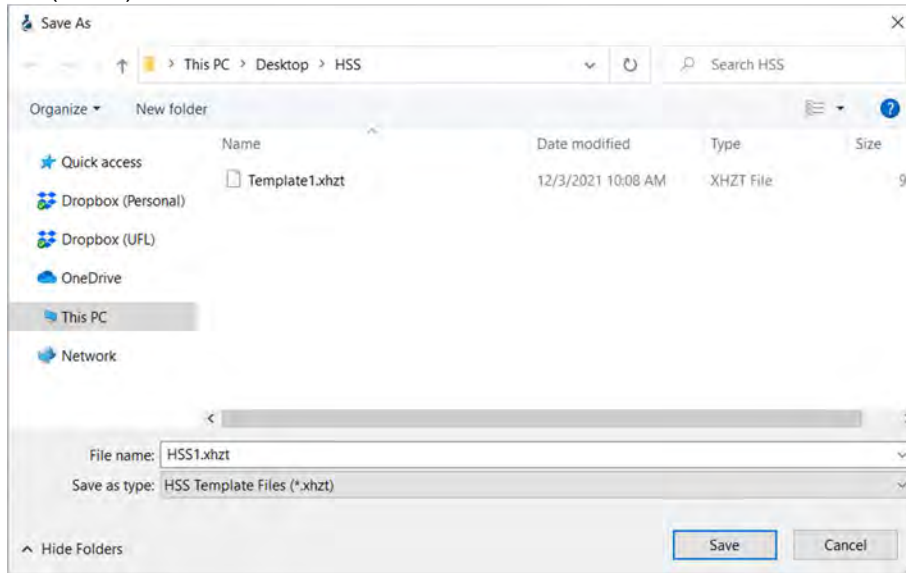 Save As
This PC > Desktop > HSS
Search HSS
Organize
New folder
Name
Date modified
Type
Size
Quick access
Template1.xhzt
12/3/2021 10:08 AM
XHZT File
9
Dropbox (Personal)
Dropbox (UFL)
OneDrive
This PC
Network
File name: HSS1.xhzt
Save as type: HSS Template Files (*.xhzt)
Hide Folders
Save
Cancel